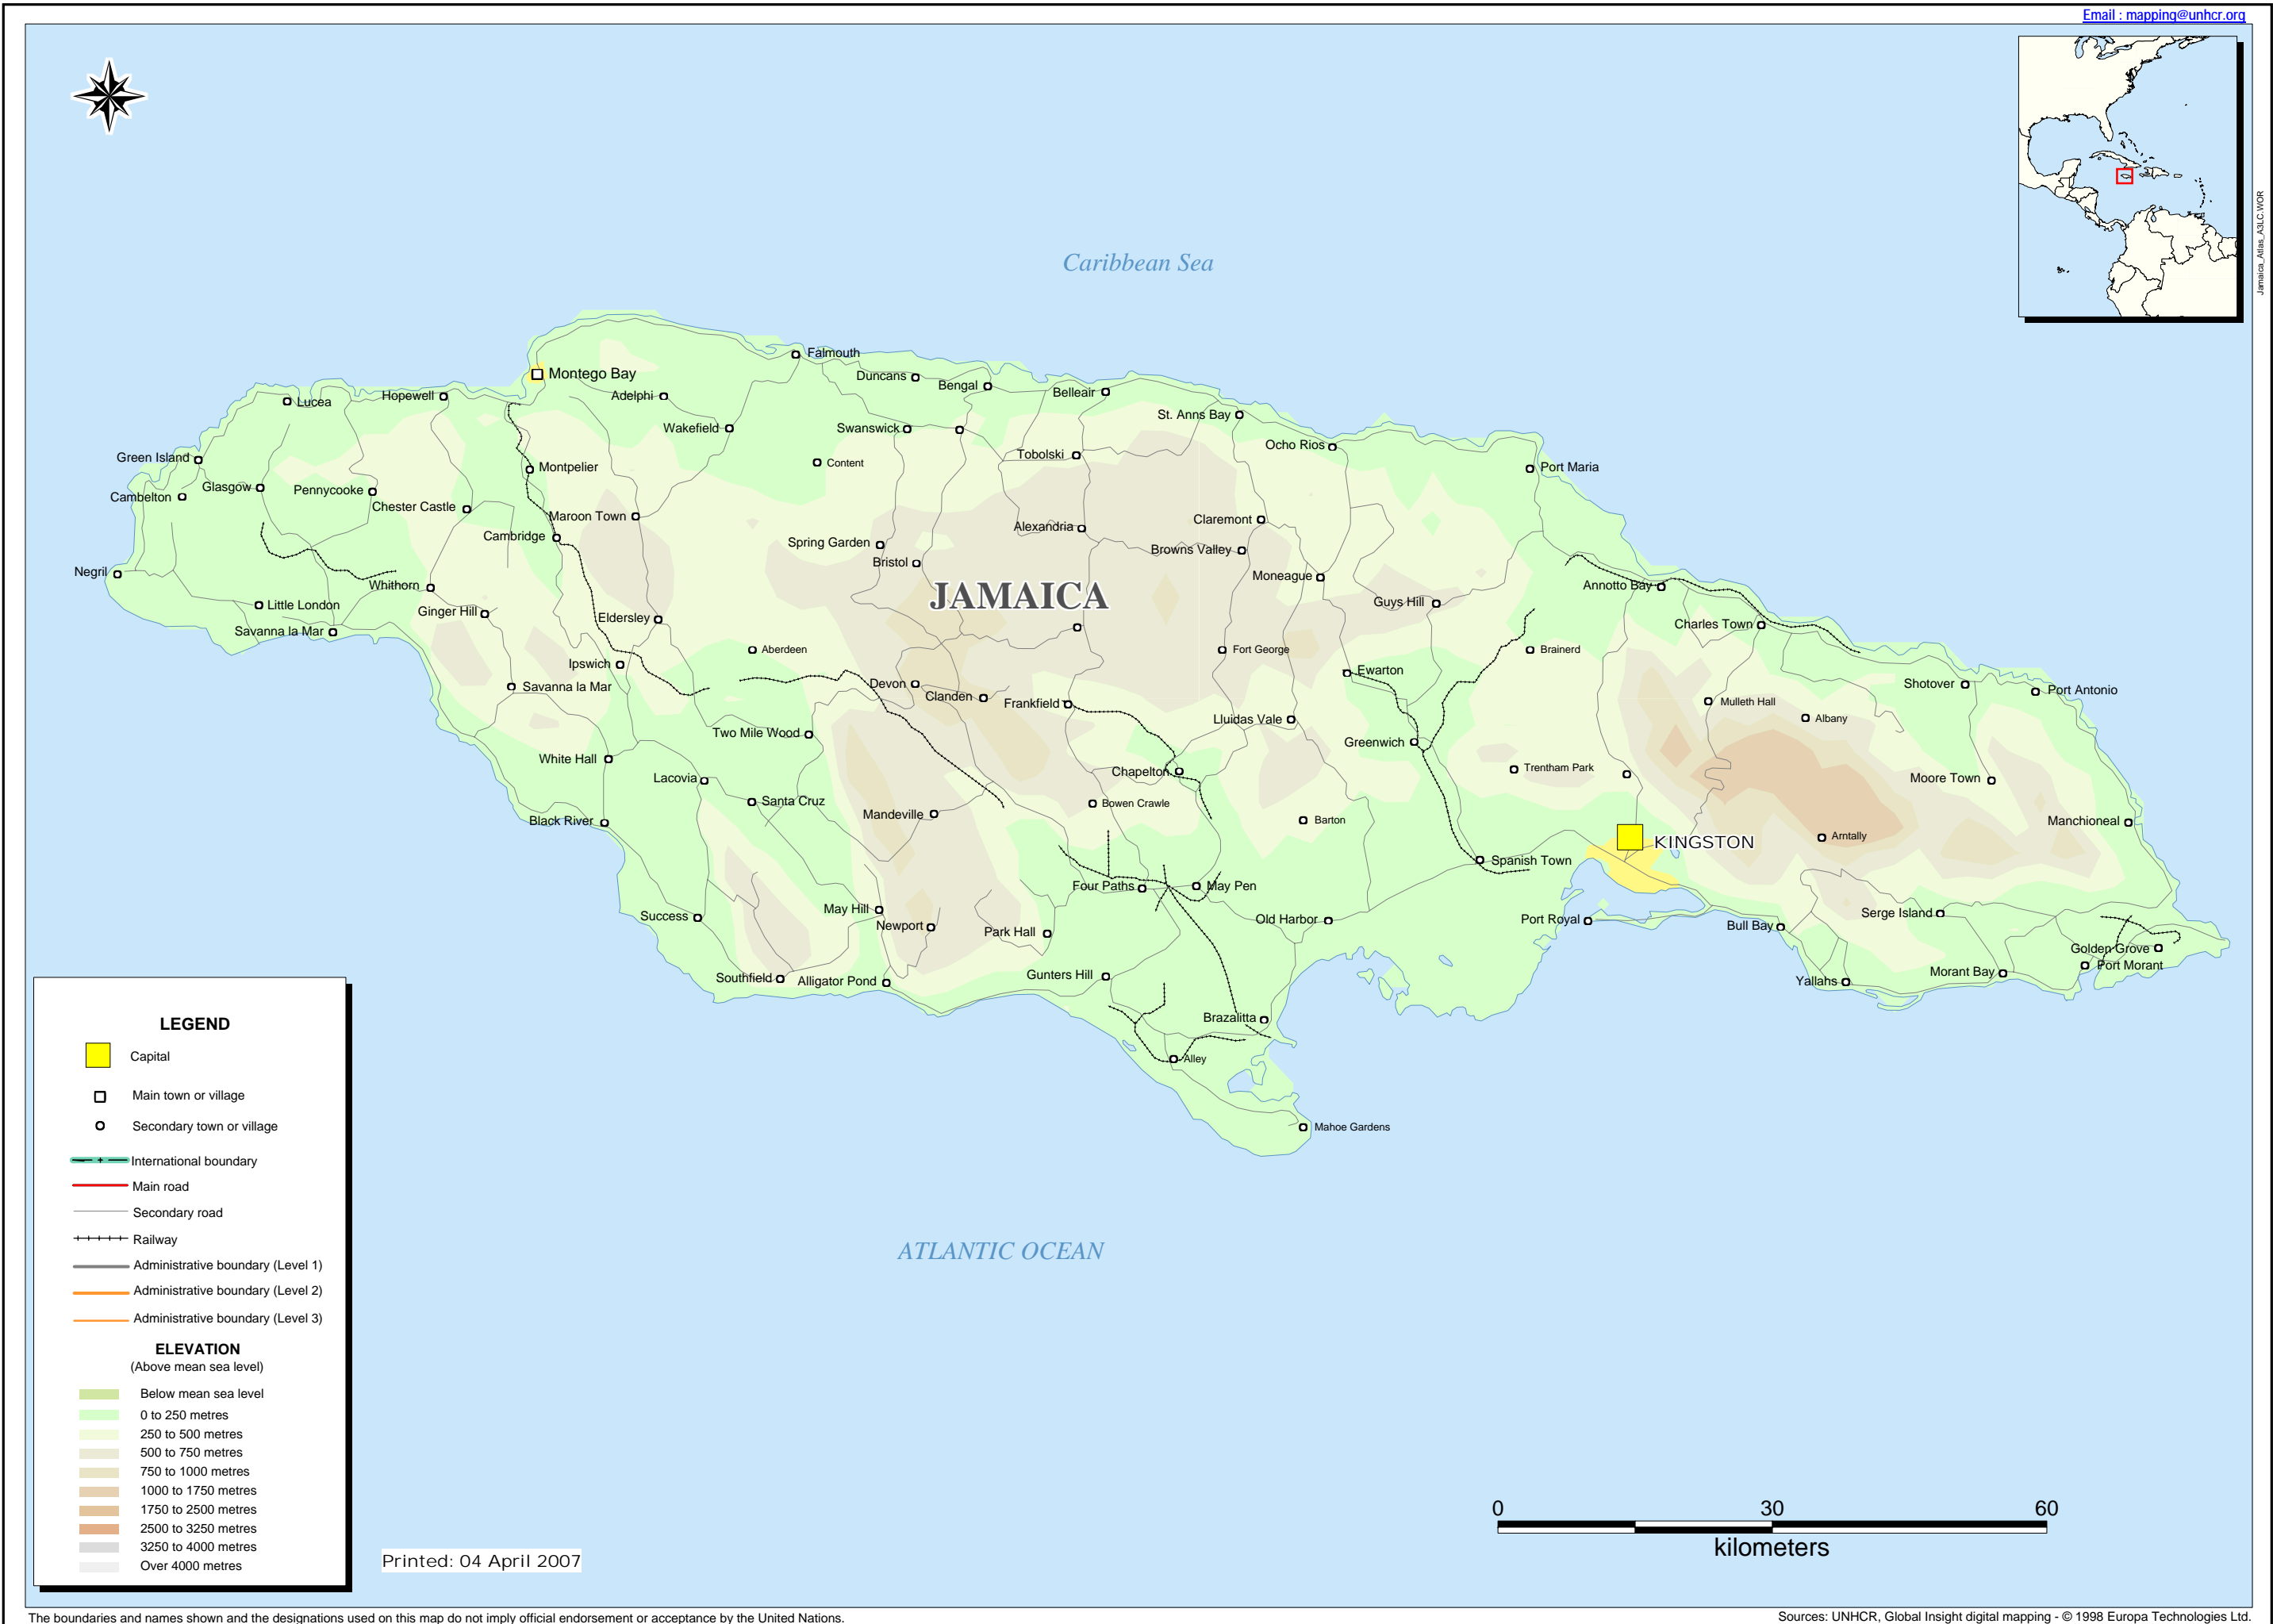 Email : mapping@unhcr.org
Jamaica_Atlas_A3LC.WOR
Caribbean Sea
Falmouth
Montego Bay
Duncans
Bengal
Belleair
Lucea
Hopewell
Adelphi
St. Anns Bay
Wakefield
Swanswick
Ocho Rios
Green Island
Montpelier
Content
Tobolski
Port Maria
Cambelton
Glasgow
Pennycooke
Chester Castle
Maroon Town
Alexandria
Claremont
Cambridge
Spring Garden
Browns Valley
Bristol
Negril
Whithorn
JAMAICA
Moneague
Annotto Bay
Little London
Ginger Hill
Guys Hill
Savanna la Mar
Eldersley
Charles Town
Ipswich
Aberdeen
Fort George
Brainerd
Savanna la Mar
Devon
Clanden
Frankfield
Ewarton
Shotover
Port Antonio
Mulleth Hall
Albany
Two Mile Wood
Lluidas Vale
Greenwich
White Hall
Lacovia
Chapelton
Trentham Park
Moore Town
Santa Cruz
Bowen Crawle
Black River
Mandeville
Barton
Manchioneal
KINGSTON
Arntally
Spanish Town
Four Paths
May Pen
Success
May Hill
Newport
Park Hall
Old Harbor
Port Royal
Bull Bay
Serge Island
Golden Grove
Port Morant
Southfield
Alligator Pond
Gunters Hill
Yallahs
Morant Bay
Brazalitta
Alley
Mahoe Gardens
ATLANTIC OCEAN
LEGEND
Capital
Main town or village
Secondary town or village
International boundary
Main road
Secondary road
Railway
Administrative boundary (Level 1)
Administrative boundary (Level 2)
Administrative boundary (Level 3)
ELEVATION
(Above mean sea level)
Below mean sea level
0 to 250 metres
250 to 500 metres
500 to 750 metres
750 to 1000 metres
1000 to 1750 metres
1750 to 2500 metres
2500 to 3250 metres
3250 to 4000 metres
Over 4000 metres
Printed: 04 April 2007
0 30 60
kilometers
The boundaries and names shown and the designations used on this map do not imply official endorsement or acceptance by the United Nations.
Sources: UNHCR, Global Insight digital mapping - © 1998 Europa Technologies Ltd.